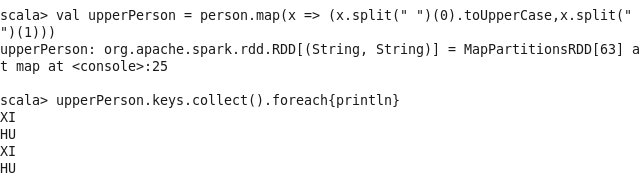 scala> val upperPerson = person.map(x => (x.split(" ")(0).toUpperCase,x.split("
")(1)))
upperPerson: org.apache.spark.rdd.RDD[(String, String)] = MapPartitionsRDD[63] a
t map at <console>:25
scala> upperPerson.keys.collect().foreach{println}
XI
HU
XI
HU